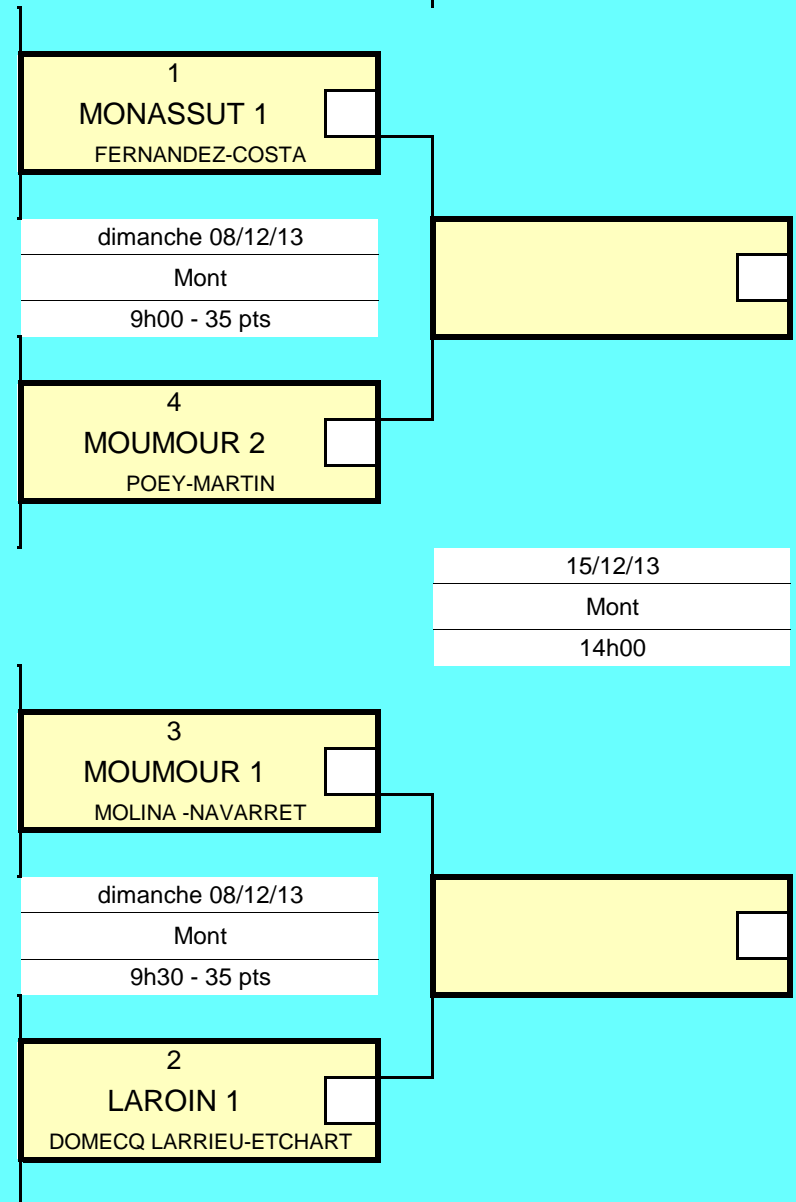 1
MONASSUT 1
FERNANDEZ-COSTA
dimanche 08/12/13
Mont
9h00 - 35 pts
4
MOUMOUR 2
POEY-MARTIN
15/12/13
Mont
14h00
3
MOUMOUR 1
MOLINA -NAVARRET
dimanche 08/12/13
Mont
9h30 - 35 pts
2
LAROIN 1
DOMECQ LARRIEU-ETCHART